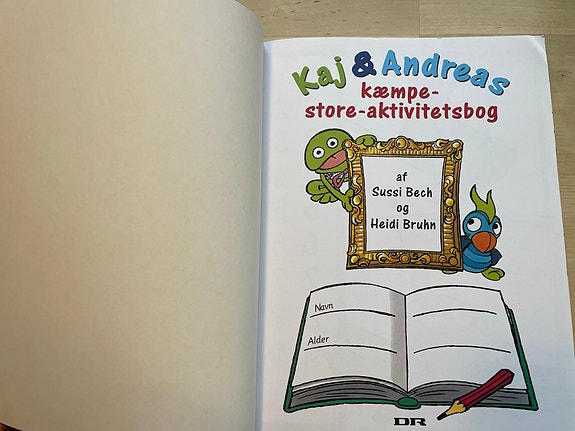 Kaj & Andreas
kæmpe-
store-aktivitetsbog
af
Sussi Bech
og
Heidi Bruhn
Navn
Alder
DR